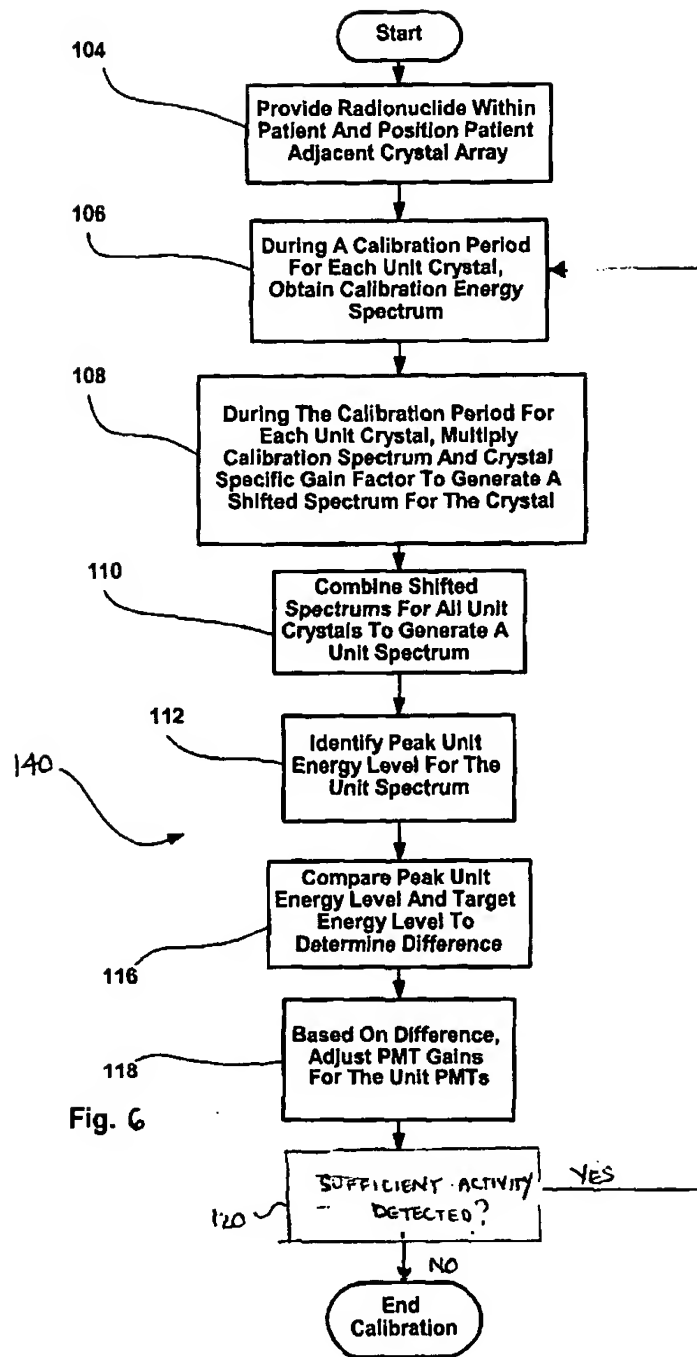 Start
104
Provide Radionuclide Within
Patient And Position Patient
Adjacent Crystal Array
106
During A Calibration Period
For Each Unit Crystal,
Obtain Calibration Energy
Spectrum
108
During The Calibration Period For
Each Unit Crystal, Multiply
Calibration Spectrum And Crystal
Specific Gain Factor To Generate A
Shifted Spectrum For The Crystal
110
Combine Shifted
Spectrums For All Unit
Crystals To Generate A
Unit Spectrum
112
Identify Peak Unit
Energy Level For The
Unit Spectrum
140
Compare Peak Unit
Energy Level And Target
Energy Level To
Determine Difference
116
Based On Difference,
Adjust PMT Gains
For The Unit PMTs
118
Fig. 6
SUFFICIENT ACTIVITY
DETECTED?
YES
120
NO
End
Calibration